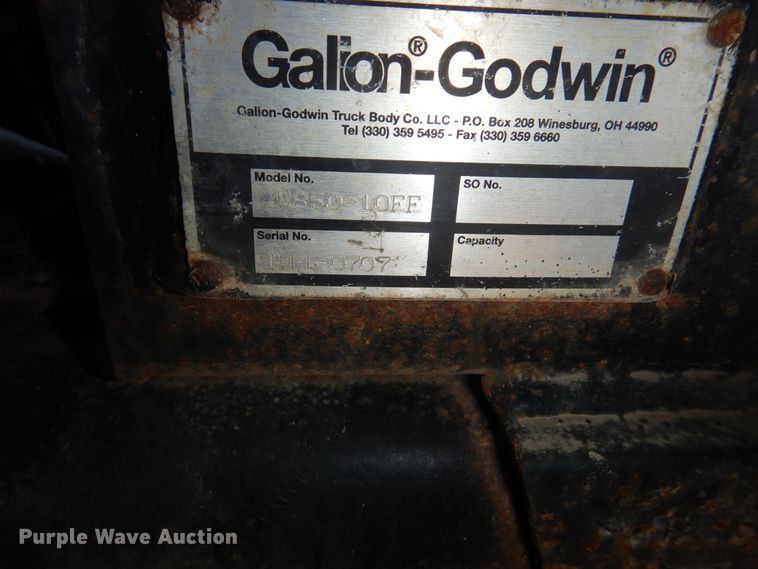 Galion®-Godwin®
Galion-Godwin Truck Body Co. LLC - P.O. Box 208 Winesburg, OH 44990
Tel (330) 359 5495 - Fax (330) 359 6660
Model No.
SO No.
Serial No.
Capacity
Purple Wave Auction®